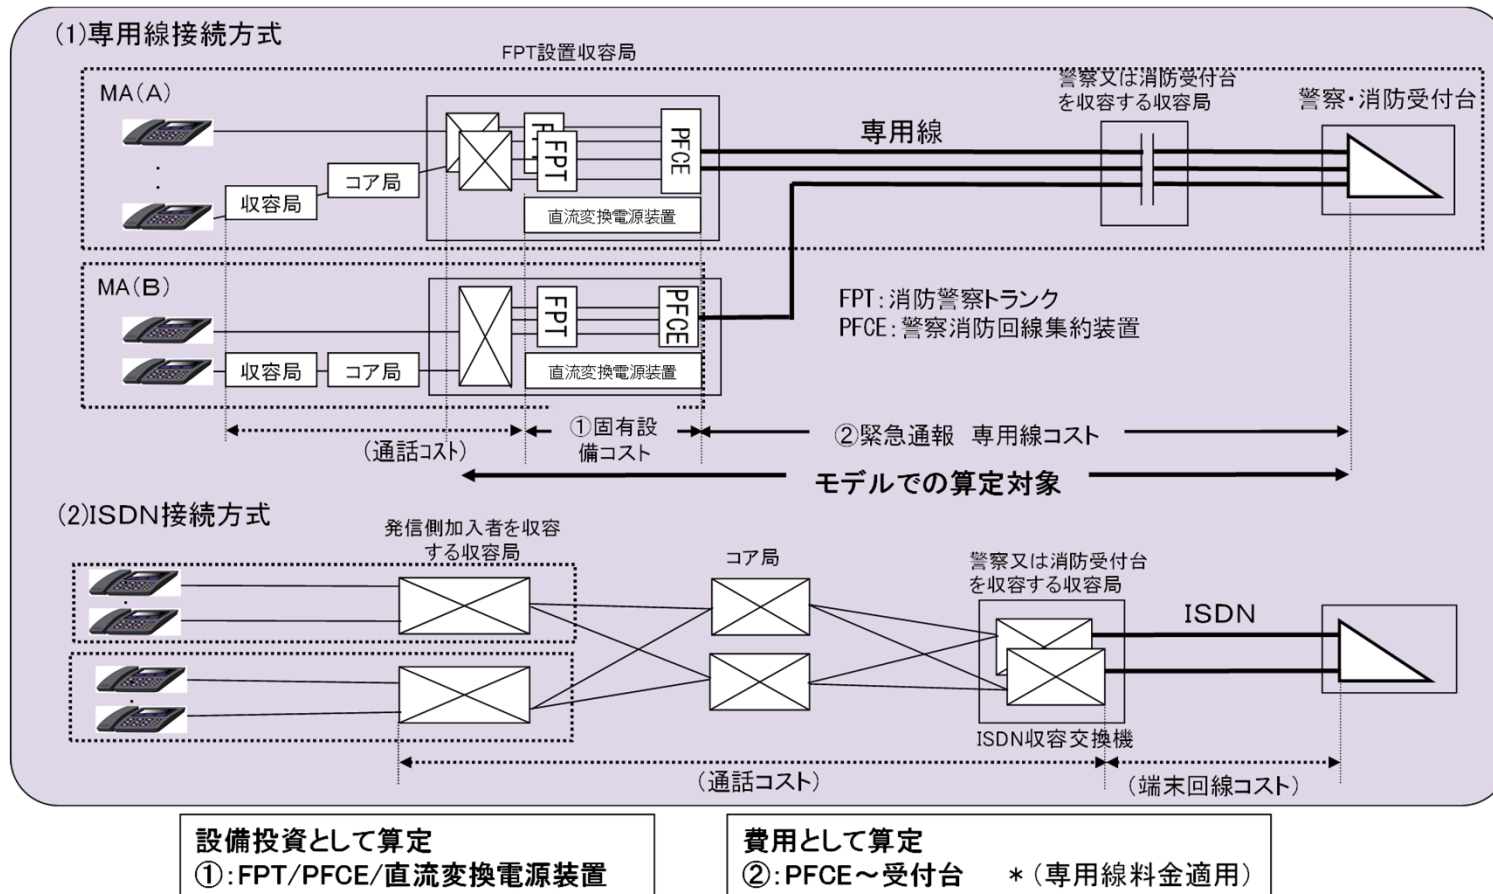 (1)専用線接続方式
FPT設置収容局
MA(A)
警察又は消防受付台
を収容する収容局
警察・消防受付台
FPT
PFCE
専用線
コア局
収容局
直流変換電源装置
MA(B)
FPT
PFCE
FPT:消防警察トランク
PFCE:警察消防回線集約装置
収容局
コア局
直流変換電源装置
(通話コスト)
①固有設
備コスト
②緊急通報 専用線コスト
モデルでの算定対象
(2)ISDN接続方式
発信側加入者を収容
する収容局
コア局
警察又は消防受付台
を収容する収容局
ISDN
ISDN収容交換機
(通話コスト)
(端末回線コスト)
設備投資として算定
①:FPT/PFCE/直流変換電源装置
費用として算定
②:PFCE~受付台 *(専用線料金適用)